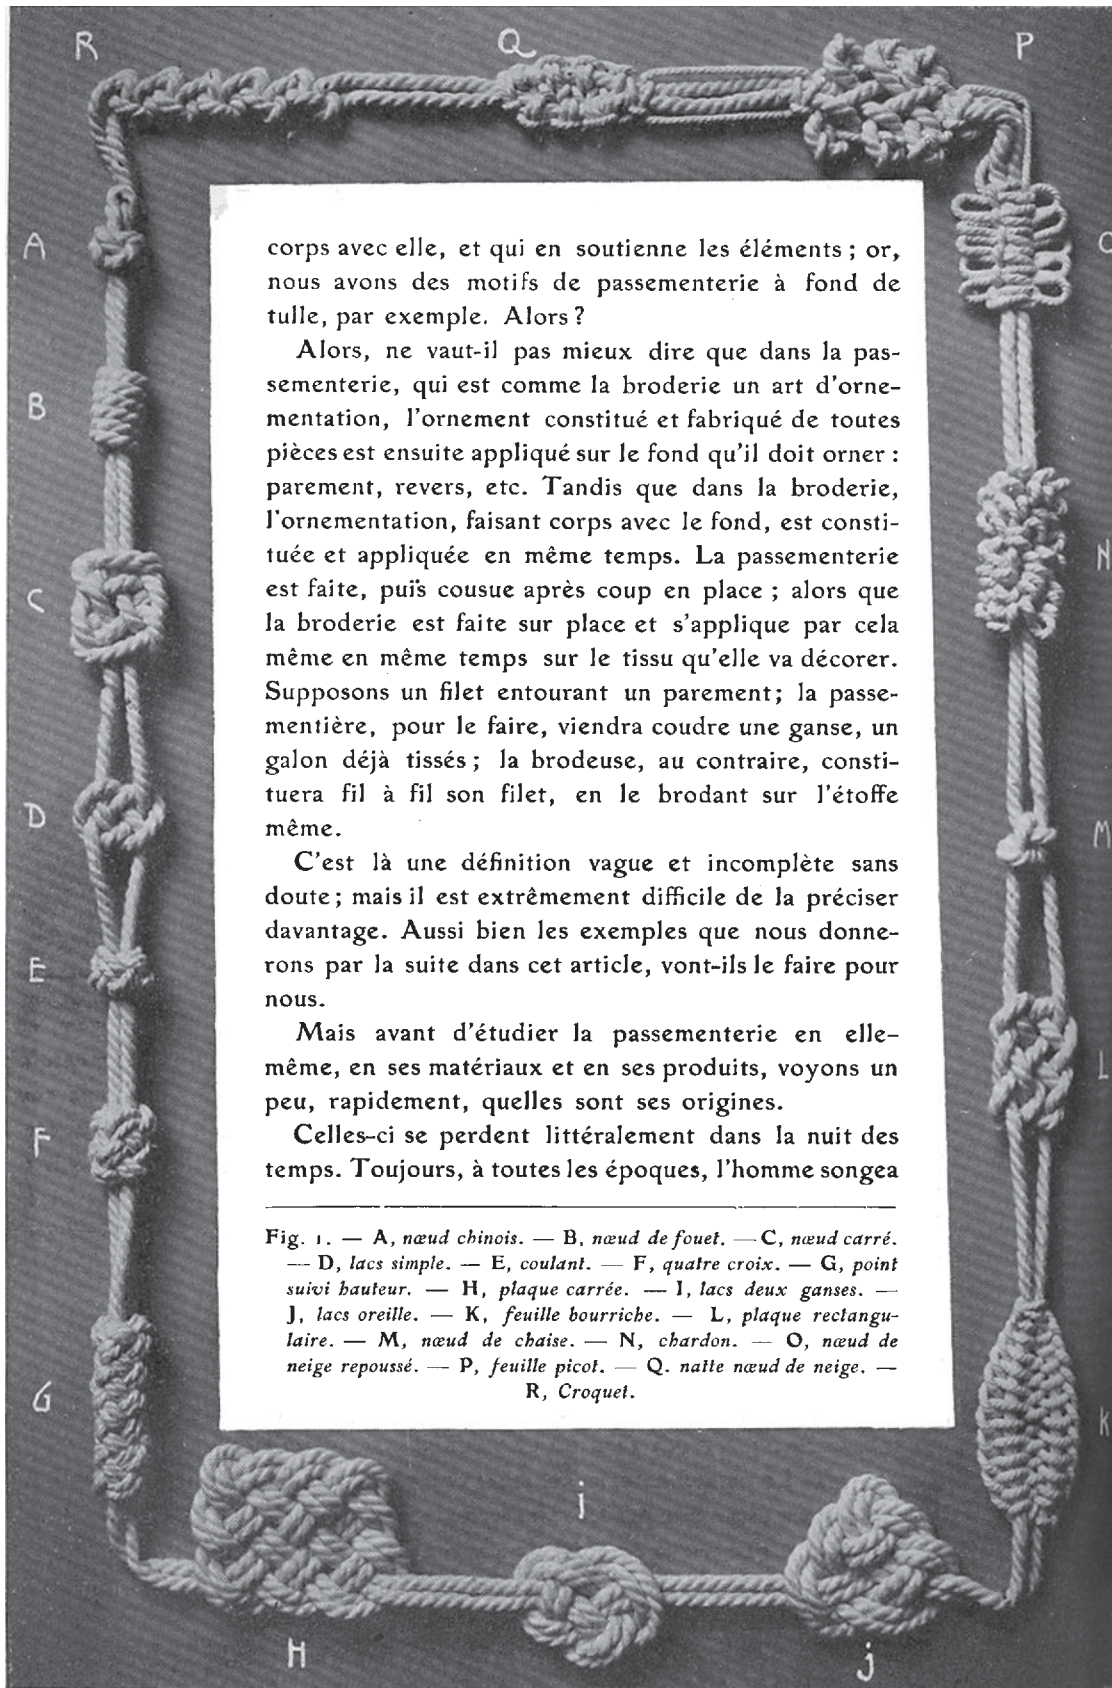 R Q P
A
B
C
D
E
F
G
H
i
j
K
L
M
N
corps avec elle, et qui en soutienne les éléments ; or,
nous avons des motifs de passementerie à fond de
tulle, par exemple. Alors ?
Alors, ne vaut-il pas mieux dire que dans la pas-
sementerie, qui est comme la broderie un art d'orne-
mentation, l'ornement constitué et fabriqué de toutes
pièces est ensuite appliqué sur le fond qu'il doit orner :
parement, revers, etc. Tandis que dans la broderie,
l'ornementation, faisant corps avec le fond, est consti-
tuée et appliquée en même temps. La passementerie
est faite, puis cousue après coup en place ; alors que
la broderie est faite sur place et s'applique par cela
même en même temps sur le tissu qu'elle va décorer.
Supposons un filet entourant un parement ; la passe-
mentière, pour le faire, viendra coudre une ganse, un
galon déjà tissés ; la brodeuse, au contraire, consti-
tuera fil à fil son filet, en le brodant sur l'étoffe
même.
C'est là une définition vague et incomplète sans
doute ; mais il est extrêmement difficile de la préciser
davantage. Aussi bien les exemples que nous donne-
rons par la suite dans cet article, vont-ils le faire pour
nous.
Mais avant d'étudier la passementerie en elle-
même, en ses matériaux et en ses produits, voyons un
peu, rapidement, quelles sont ses origines.
Celles-ci se perdent littéralement dans la nuit des
temps. Toujours, à toutes les époques, l'homme songea
Fig. 1. — A, nœud chinois. — B, nœud de fouet. — C, nœud carré.
— D, lacs simple. — E, coulant. — F, quatre croix. — G, point
suivi hauteur. — H, plaque carrée. — I, lacs deux ganses. —
J, lacs oreille. — K, feuille bourriche. — L, plaque rectangu-
laire. — M, nœud de chaise. — N, chardon. — O, nœud de
neige repoussé. — P, feuille picot. — Q. natte nœud de neige. —
R, Croquet.